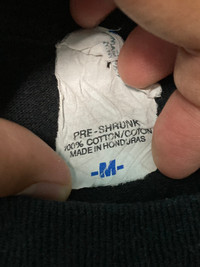 PRE-SHRUNK
100% COTTON/COTON
MADE IN HONDURAS
-M-